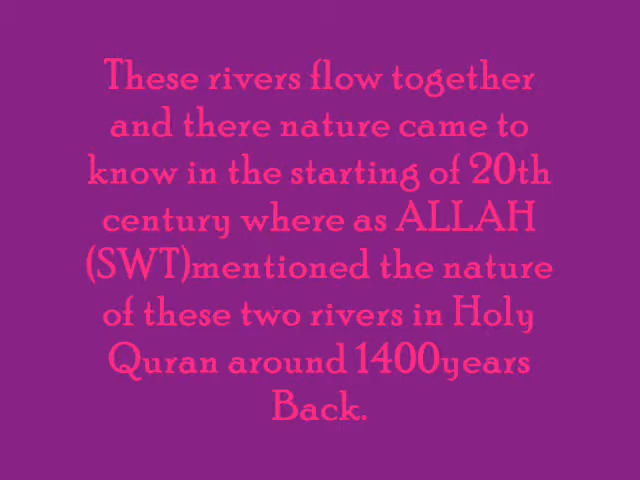 These rivers flow together
and there nature came to
know in the starting of 20th
century where as ALLAH
(SWT)mentioned the nature
of these two rivers in Holy
Quran around 1400years
Back.